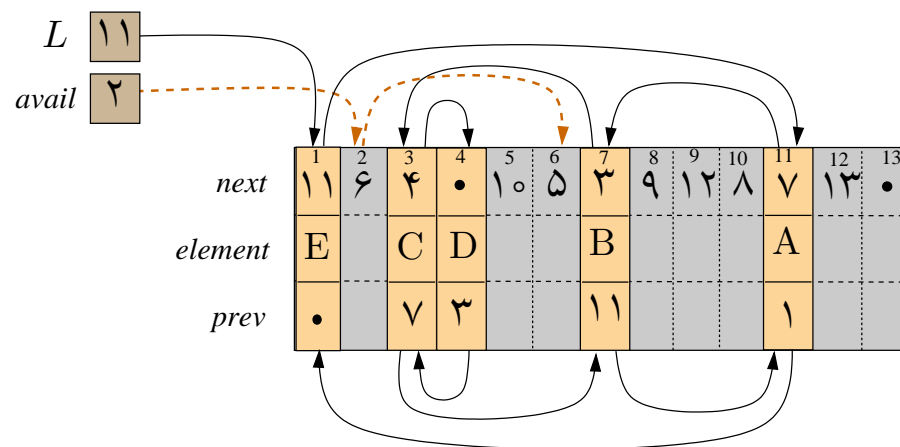 L ۱۱
avail ۲
1 2 3 4 5 6 7 8 9 10 11 12 13
next ۱۱ ۶ ۴ • ۱۰ ۵ ۳ ۹ ۱۲ ۸ ۷ ۱۳ •
element E C D B A
prev • ۷ ۳ ۱۱ ۱